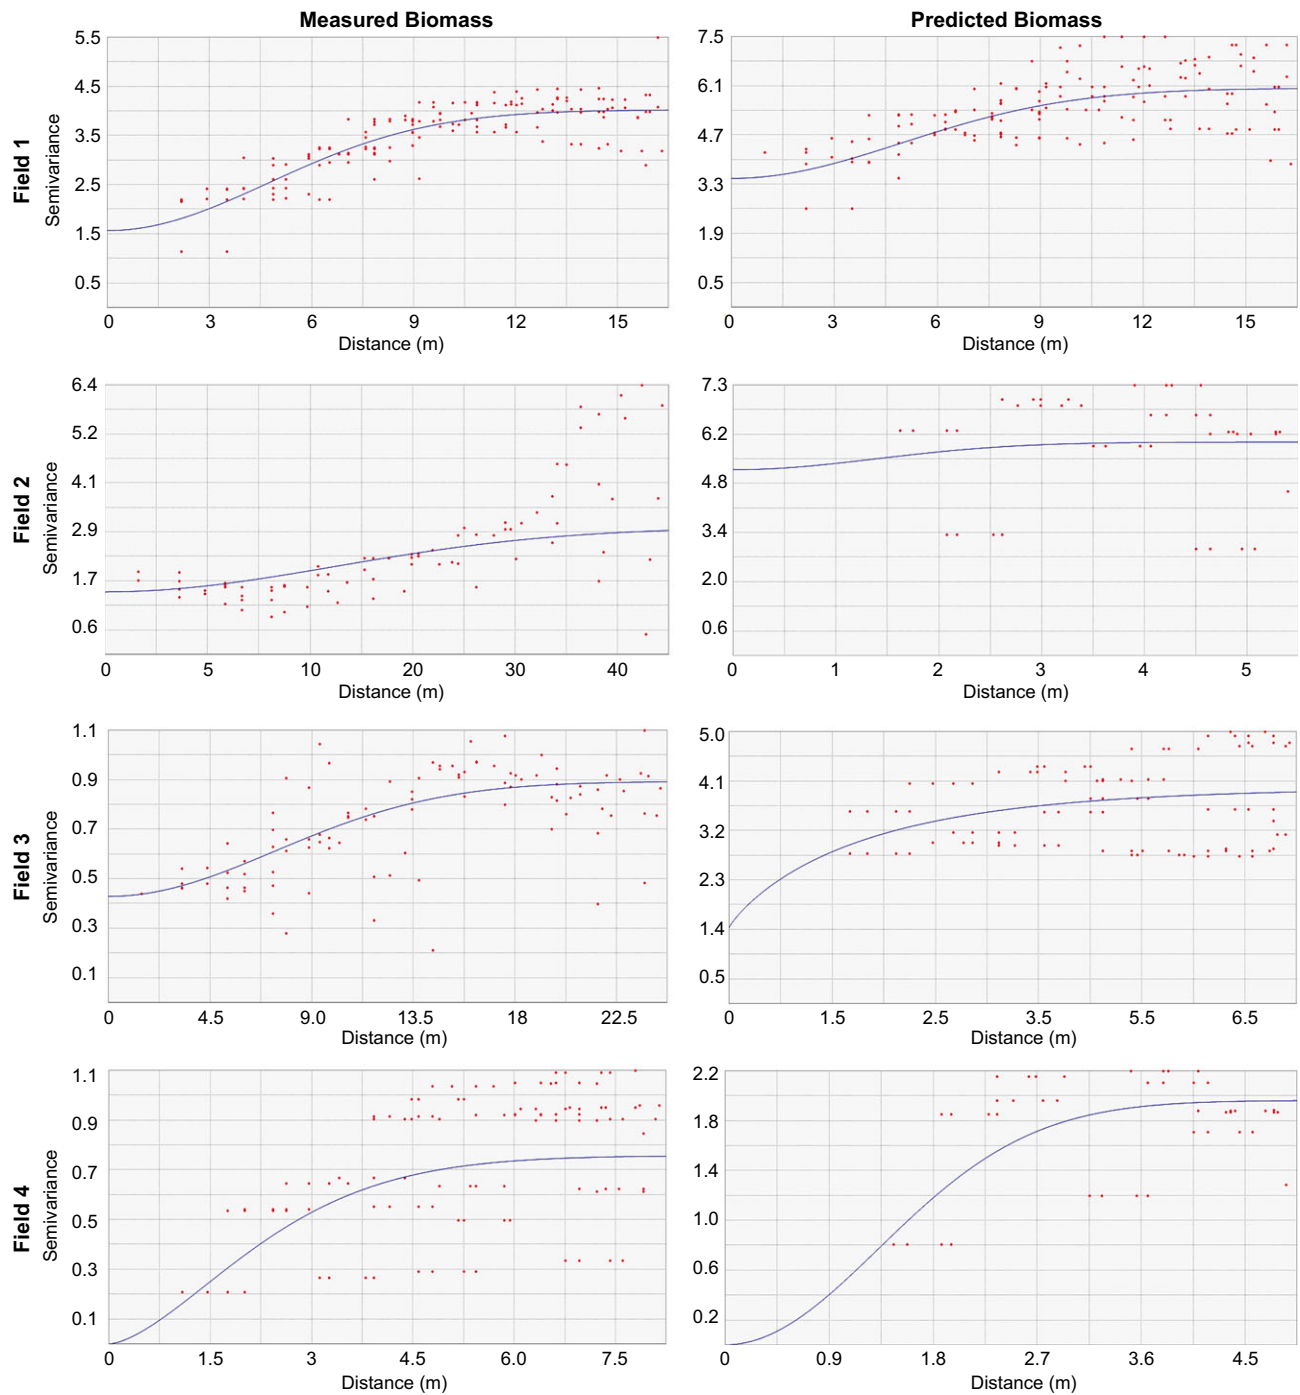 Measured Biomass Predicted Biomass
Field 1
Semivariance
5.5
4.5
3.5
2.5
1.5
0.5
0 3 6 9 12 15
Distance (m)
7.5
6.1
4.7
3.3
1.9
0.5
0 3 6 9 12 15
Distance (m)
Field 2
Semivariance
6.4
5.2
4.1
2.9
1.7
0.6
0 5 10 20 30 40
Distance (m)
7.3
6.2
4.8
3.4
2.0
0.6
0 1 2 3 4 5
Distance (m)
Field 3
Semivariance
1.1
0.9
0.7
0.5
0.3
0.1
0 4.5 9.0 13.5 18 22.5
Distance (m)
5.0
4.1
3.2
2.3
1.4
0.5
0 1.5 2.5 3.5 5.5 6.5
Distance (m)
Field 4
Semivariance
1.1
0.9
0.7
0.5
0.3
0.1
0 1.5 3 4.5 6.0 7.5
Distance (m)
2.2
1.8
1.4
1.0
0.6
0.2
0 0.9 1.8 2.7 3.6 4.5
Distance (m)